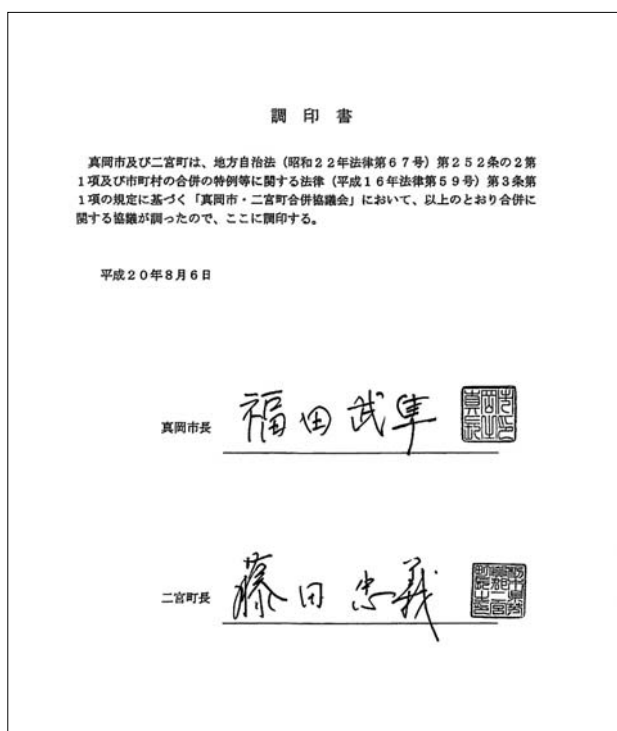 調印書
真岡市及び二宮町は、地方自治法（昭和２２年法律第６７号）第２５２条の２第
１項及び市町村の合併の特例等に関する法律（平成１６年法律第５９号）第３条第
１項の規定に基づく「真岡市・二宮町合併協議会」において、以上のとおり合併に
関する協議が調ったので、ここに調印する。
平成２０年８月６日
真岡市長 福田武隼
二宮町長 藤田忠義